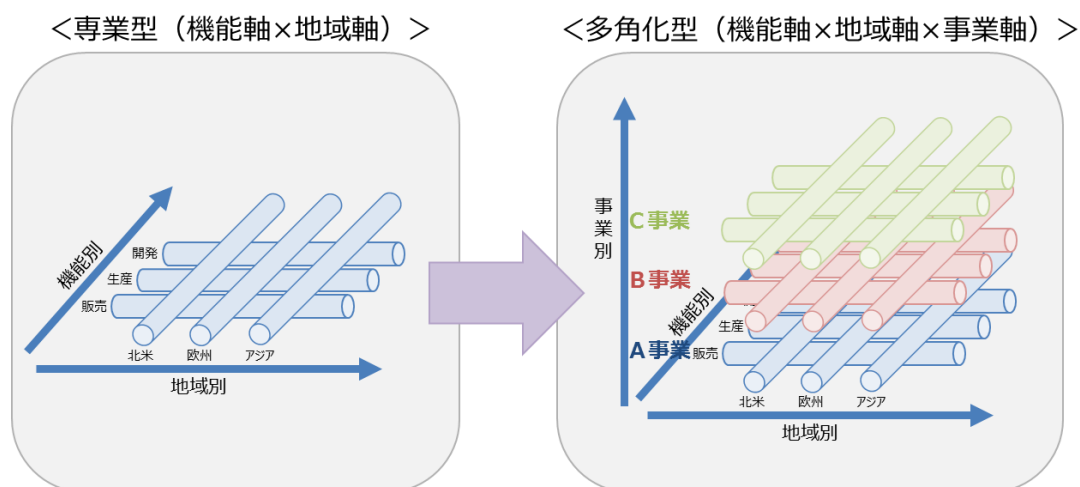 ＜専業型（機能軸×地域軸）＞
機能別
開発
生産
販売
北米 欧州 アジア
地域別
＜多角化型（機能軸×地域軸×事業軸）＞
事業別
C事業
B事業
A事業
機能別
生産
販売
北米 欧州 アジア
地域別